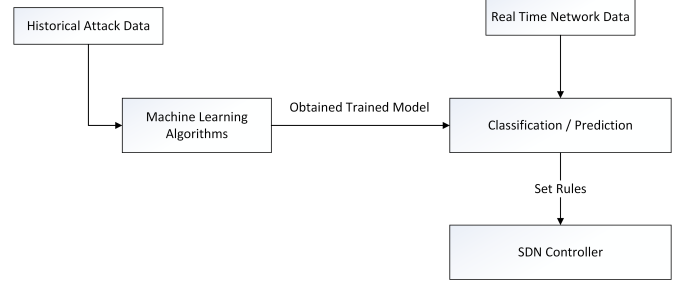 Historical Attack Data
Real Time Network Data
Machine Learning
Algorithms
Obtained Trained Model
Classification / Prediction
Set Rules
SDN Controller